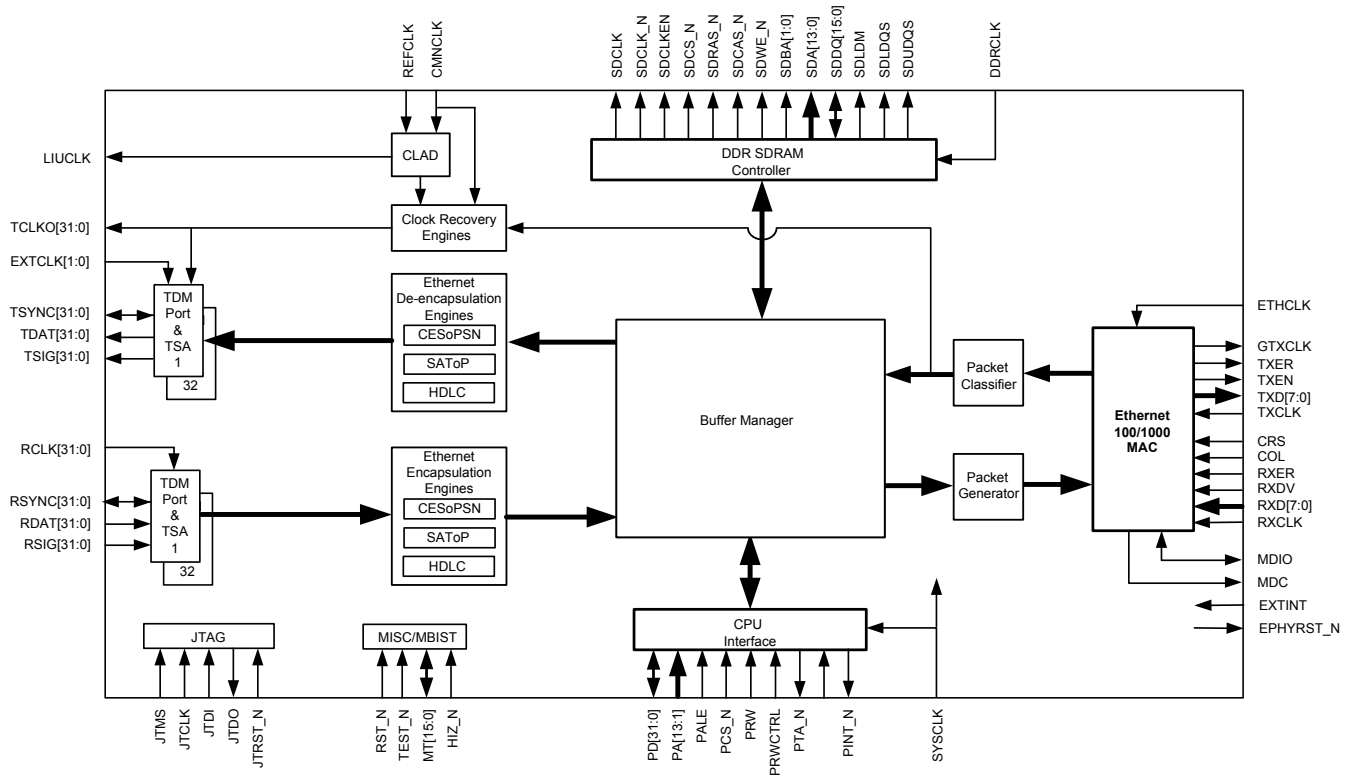 REFCLK
CMNCLK
SDCLK
SDCLK_N
SDCLKEN
SDCS_N
SDRAS_N
SDCAS_N
SDWE_N
SDBA[1:0]
SDA[13:0]
SDDQ[15:0]
SDLDM
SDLDQS
SDUDQS
DDRCLK
LIUCLK
CLAD
DDR SDRAM
Controller
TCLKO[31:0]
Clock Recovery
Engines
EXTCLK[1:0]
TSYNC[31:0]
TDAT[31:0]
TSIG[31:0]
TDM
Port
&
TSA
1
32
Ethernet
De-encapsulation
Engines
CESoPSN
SAToP
HDLC
Buffer Manager
Packet
Classifier
Packet
Generator
Ethernet
100/1000
MAC
ETHCLK
GTXCLK
TXER
TXEN
TXD[7:0]
TXCLK
CRS
COL
RXER
RXDV
RXD[7:0]
RXCLK
MDIO
MDC
EXTINT
EPHYRST_N
RCLK[31:0]
RSYNC[31:0]
RDAT[31:0]
RSIG[31:0]
TDM
Port
&
TSA
1
32
Ethernet
Encapsulation
Engines
CESoPSN
SAToP
HDLC
JTAG
MISC/MBIST
CPU
Interface
JTMS
JTCLK
JTDI
JTDO
JTRST_N
RST_N
TEST_N
MT[15:0]
HIZ_N
PD[31:0]
PA[13:1]
PALE
PCS_N
PRW
PRWCTRL
PTA_N
PINT_N
SYSCLK